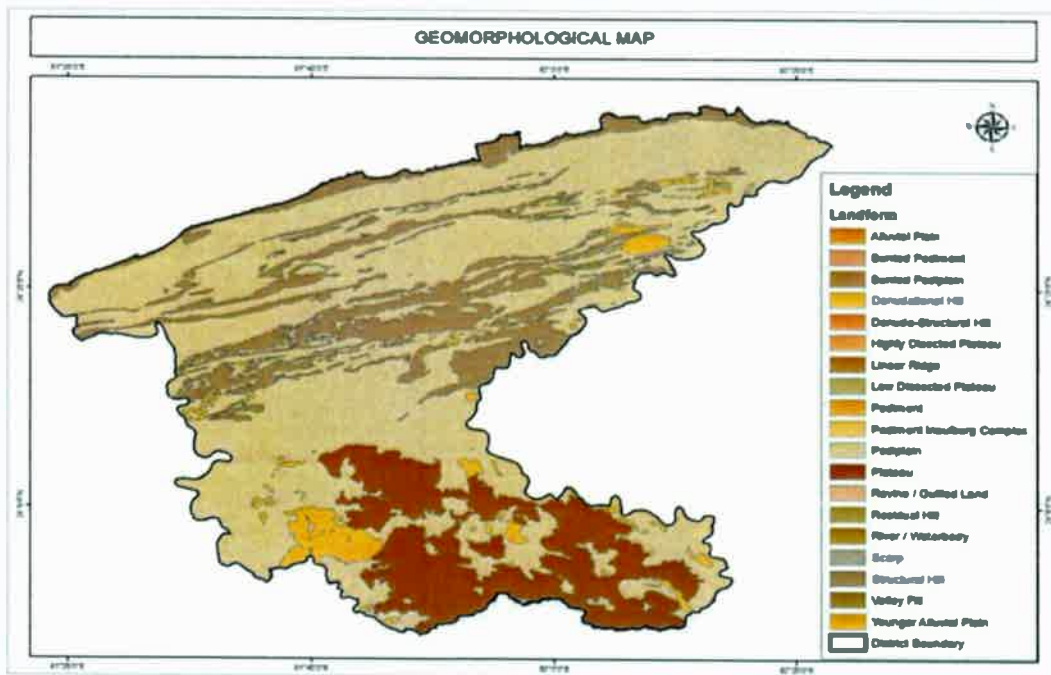 GEOMORPHOLOGICAL MAP
Legend
Landform
Alluvial Plain
Buried Pediment
Buried Pediplain
Denudational Hill
Denudo-Structural Hill
Highly Dissected Plateau
Linear Ridge
Low Dissected Plateau
Pediment
Pediment Inselberg Complex
Pediplain
Plateau
Ravine / Gullied Land
Residual Hill
River / Waterbody
Scarp
Structural Hill
Valley Fill
Younger Alluvial Plain
District Boundary